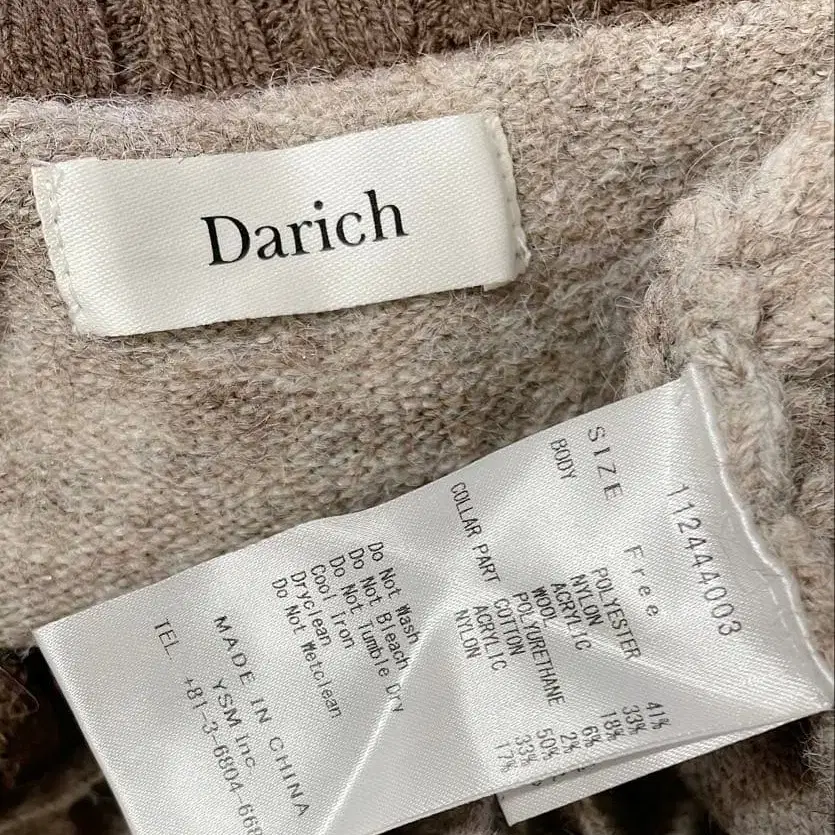 Darich
112444003
SIZE Free
BODY POLYESTER 41%
NYLON 33%
ACRYLIC 18%
WOOL 6%
POLYURETHANE 2%
COLLAR PART COTTON 50%
ACRYLIC 33%
NYLON 17%
Do Not Wash
Do Not Bleach
Do Not Tumble Dry
Cool Iron
Dryclean
Do Not Wetclean
MADE IN CHINA
YSM Inc.
TEL. +81-3-6804-668